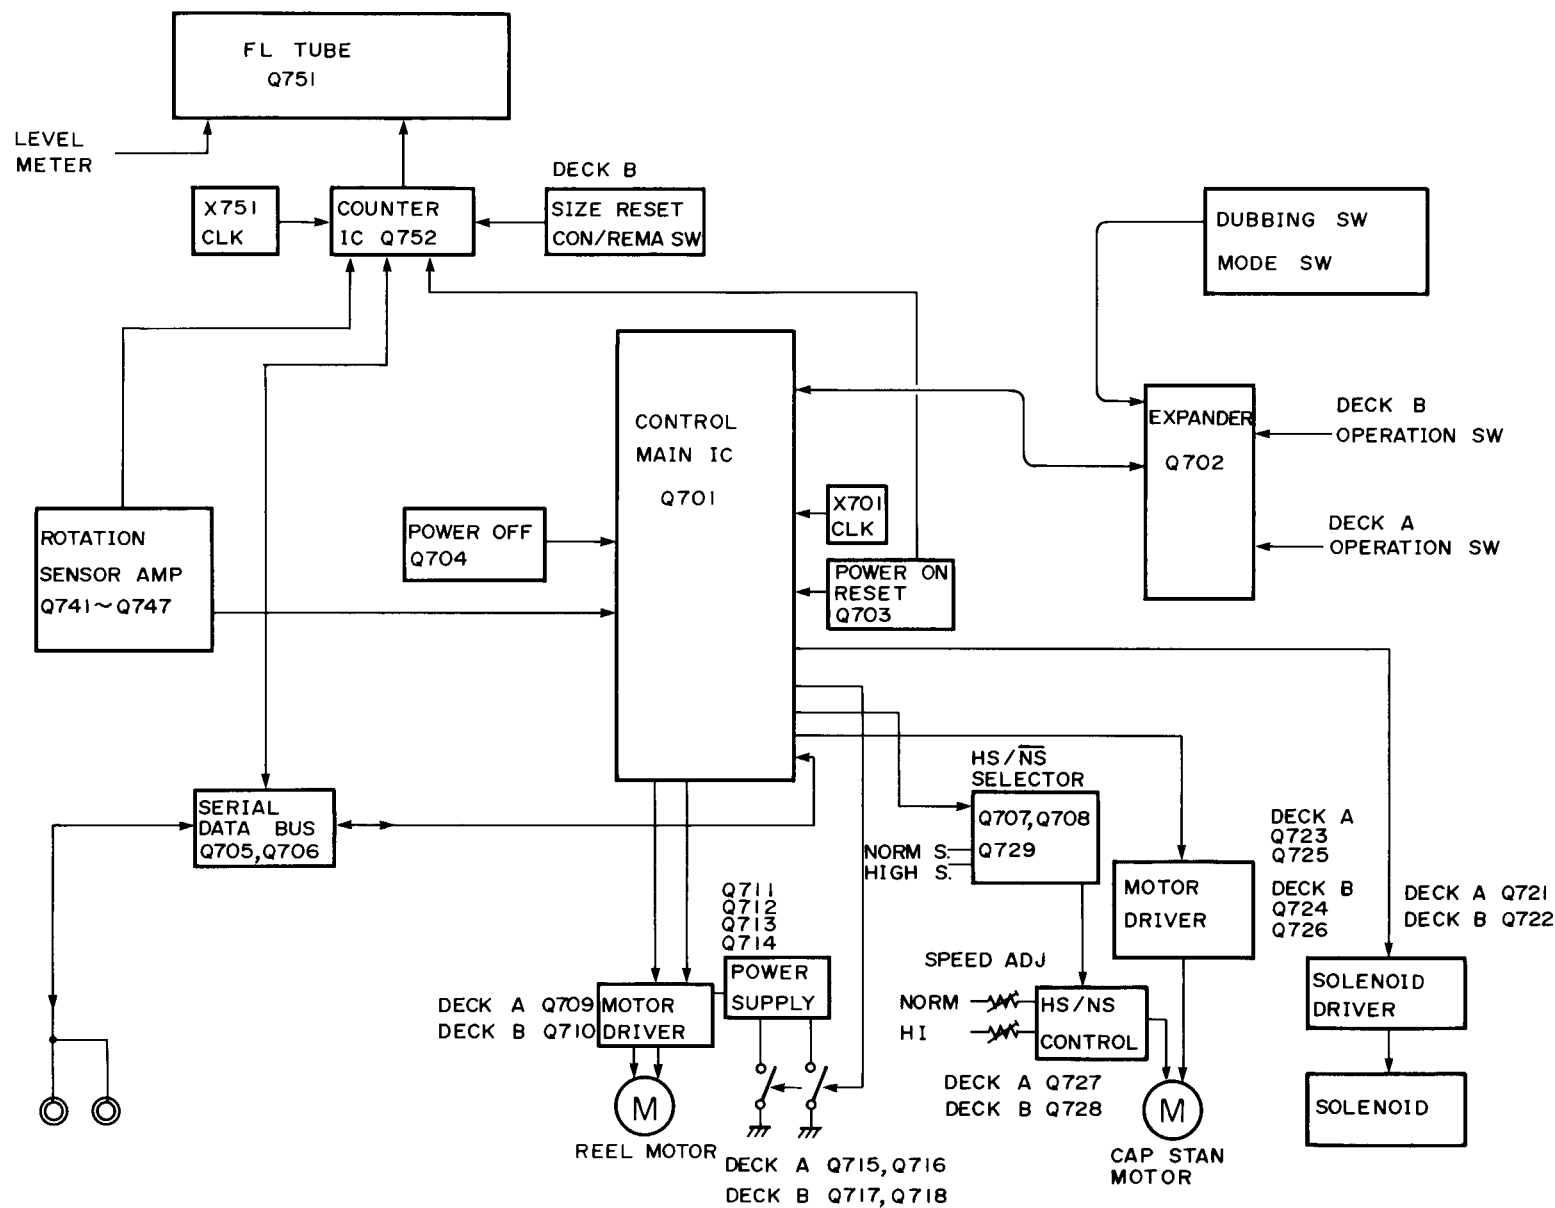 FL TUBE
Q751
LEVEL
METER
DECK B
X751
CLK
COUNTER
IC Q752
SIZE RESET
CON/REMA SW
DUBBING SW
MODE SW
CONTROL
MAIN IC
Q701
EXPANDER
Q702
DECK B
OPERATION SW
DECK A
OPERATION SW
ROTATION
SENSOR AMP
Q741~Q747
POWER OFF
Q704
X701
CLK
POWER ON
RESET
Q703
SERIAL
DATA BUS
Q705,Q706
HS/N̅S̅
SELECTOR
Q707,Q708
Q729
NORM S.
HIGH S.
MOTOR
DRIVER
DECK A
Q723
Q725
DECK B
Q724
Q726
DECK A Q721
DECK B Q722
SOLENOID
DRIVER
SOLENOID
Q711
Q712
Q713
Q714
POWER
SUPPLY
DECK A Q709
DECK B Q710
MOTOR
DRIVER
M
REEL MOTOR
DECK A Q715,Q716
DECK B Q717,Q718
SPEED ADJ
NORM
HI
HS/NS
CONTROL
DECK A Q727
DECK B Q728
M
CAP STAN
MOTOR